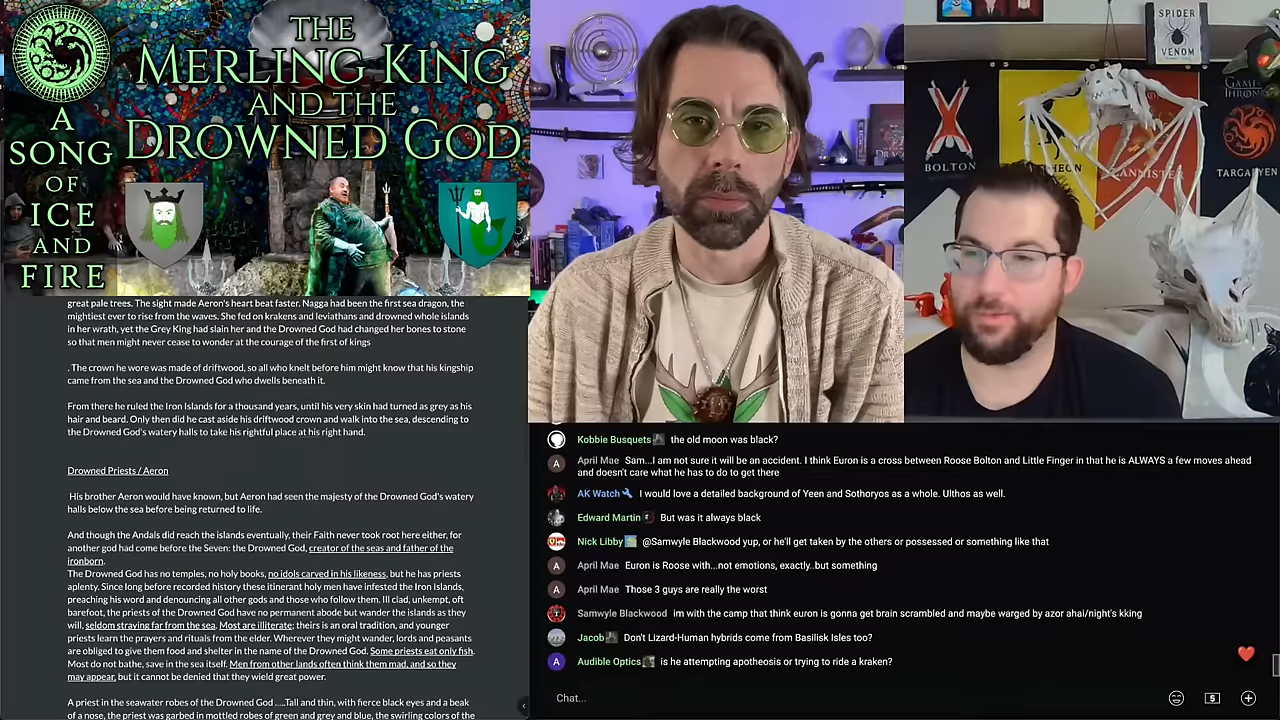 THE
MERLING KING
AND THE
DROWNED GOD
A
SONG
OF
ICE
AND
FIRE
great pale trees. The sight made Aeron's heart beat faster. Nagga had been the first sea dragon, the
mightiest ever to rise from the waves. She fed on krakens and leviathans and drowned whole islands
in her wrath, yet the Grey King had slain her and the Drowned God had changed her bones to stone
so that men might never cease to wonder at the courage of the first of kings
. The crown he wore was made of driftwood, so all who knelt before him might know that his kingship
came from the sea and the Drowned God who dwells beneath it.
From there he ruled the Iron Islands for a thousand years, until his very skin had turned as grey as his
hair and beard. Only then did he cast aside his driftwood crown and walk into the sea, descending to
the Drowned God's watery halls to take his rightful place at his right hand.
Drowned Priests / Aeron
His brother Aeron would have known, but Aeron had seen the majesty of the Drowned God's watery
halls below the sea before being returned to life.
And though the Andals did reach the islands eventually, their Faith never took root here either, for
another god had come before the Seven: the Drowned God, creator of the seas and father of the
ironborn.
The Drowned God has no temples, no holy books, no idols carved in his likeness, but he has priests
aplenty. Since long before recorded history these itinerant holy men have infested the Iron Islands,
preaching his word and denouncing all other gods and those who follow them. Ill clad, unkempt, oft
barefoot, the priests of the Drowned God have no permanent abode but wander the islands as they
will, seldom straying far from the sea. Most are illiterate; theirs is an oral tradition, and younger
priests learn the prayers and rituals from the elder. Wherever they might wander, lords and peasants
are obliged to give them food and shelter in the name of the Drowned God. Some priests eat only fish.
Most do not bathe, save in the sea itself. Men from other lands often think them mad, and so they
may appear, but it cannot be denied that they wield great power.
A priest in the seawater robes of the Drowned God ….Tall and thin, with fierce black eyes and a beak
of a nose, the priest was garbed in mottled robes of green and grey and blue, the swirling colors of the
SPIDER
VENOM
BOLTON
LANNISTER
GAME
THRONES
TARGARYEN
Kobbie Busquets the old moon was black?
April Mae Sam...I am not sure it will be an accident. I think Euron is a cross between Roose Bolton and Little Finger in that he is ALWAYS a few moves ahead
and doesn't care what he has to do to get there
AK Watch I would love a detailed background of Yeen and Sothoryos as a whole. Ulthos as well.
Edward Martin But was it always black
Nick Libby @Samwyle Blackwood yup, or he'll get taken by the others or possessed or something like that
April Mae Euron is Roose with...not emotions, exactly..but something
April Mae Those 3 guys are really the worst
Samwyle Blackwood im with the camp that think euron is gonna get brain scrambled and maybe warged by azor ahai/night's kking
Jacob Don't Lizard-Human hybrids come from Basilisk Isles too?
Audible Optics is he attempting apotheosis or trying to ride a kraken?
Chat...